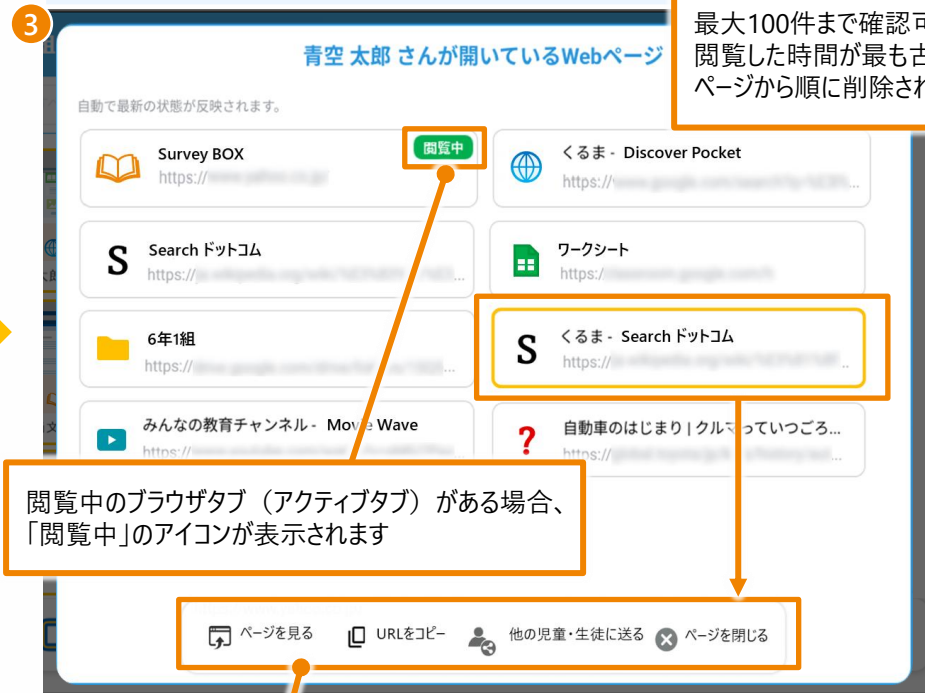 3
最大100件まで確認可
閲覧した時間が最も古
ページから順に削除され
青空 太郎 さんが開いているWebページ
自動で最新の状態が反映されます。
Survey BOX
閲覧中
https://
くるま - Discover Pocket
https://
Search ドットコム
https://
...
ワークシート
https:/
6年1組
https://
...
くるま - Search ドットコム
https://
..
みんなの教育チャンネル - Movie Wave
https://
自動車のはじまり | クルマっていつごろ...
https://
...
閲覧中のブラウザタブ（アクティブタブ）がある場合、
「閲覧中」のアイコンが表示されます
ページを見る
URLをコピー
他の児童・生徒に送る
ページを閉じる